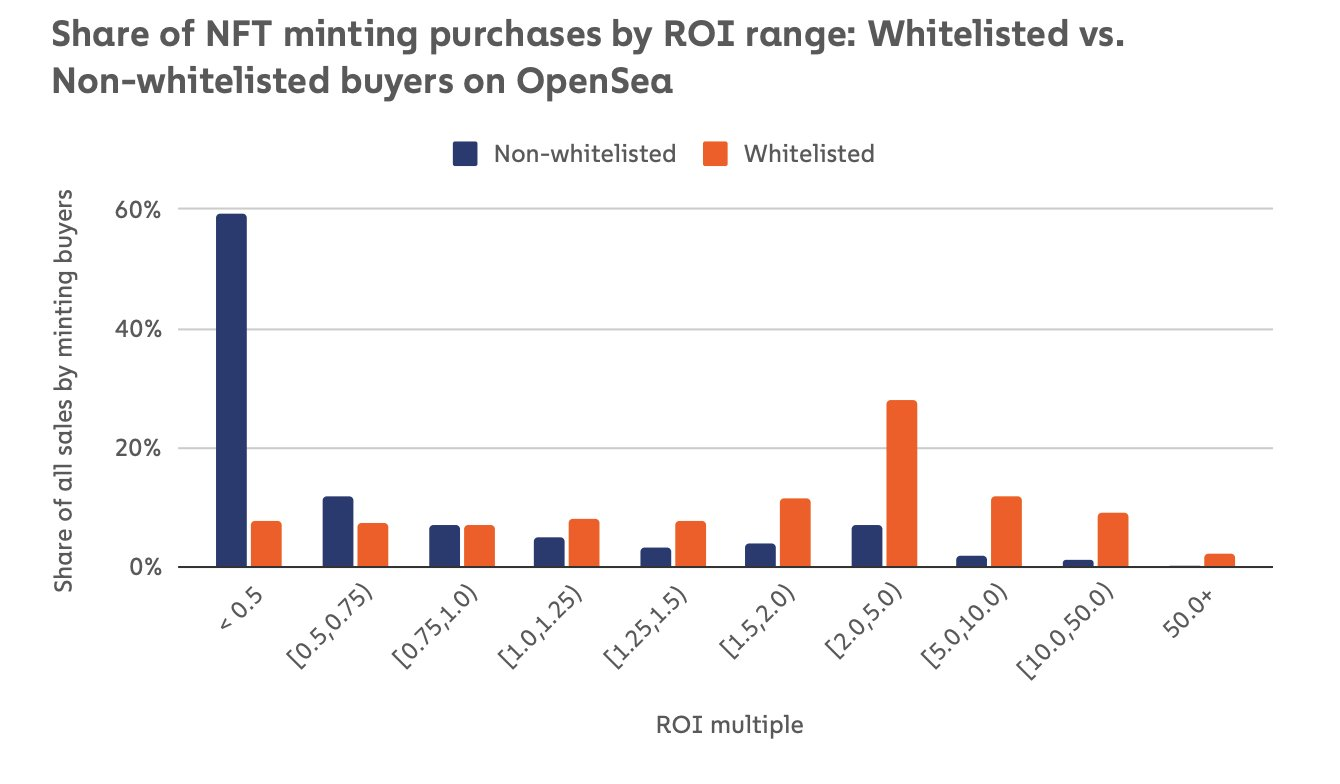 Share of NFT minting purchases by ROI range: Whitelisted vs.
Non-whitelisted buyers on OpenSea
Non-whitelisted
Whitelisted
Share of all sales by minting buyers
60%
40%
20%
0%
< 0.5
[0.5,0.75)
[0.75,1.0)
[1.0,1.25)
[1.25,1.5)
[1.5,2.0)
[2.0,5.0)
[5.0,10.0)
[10.0,50.0)
50.0+
ROI multiple